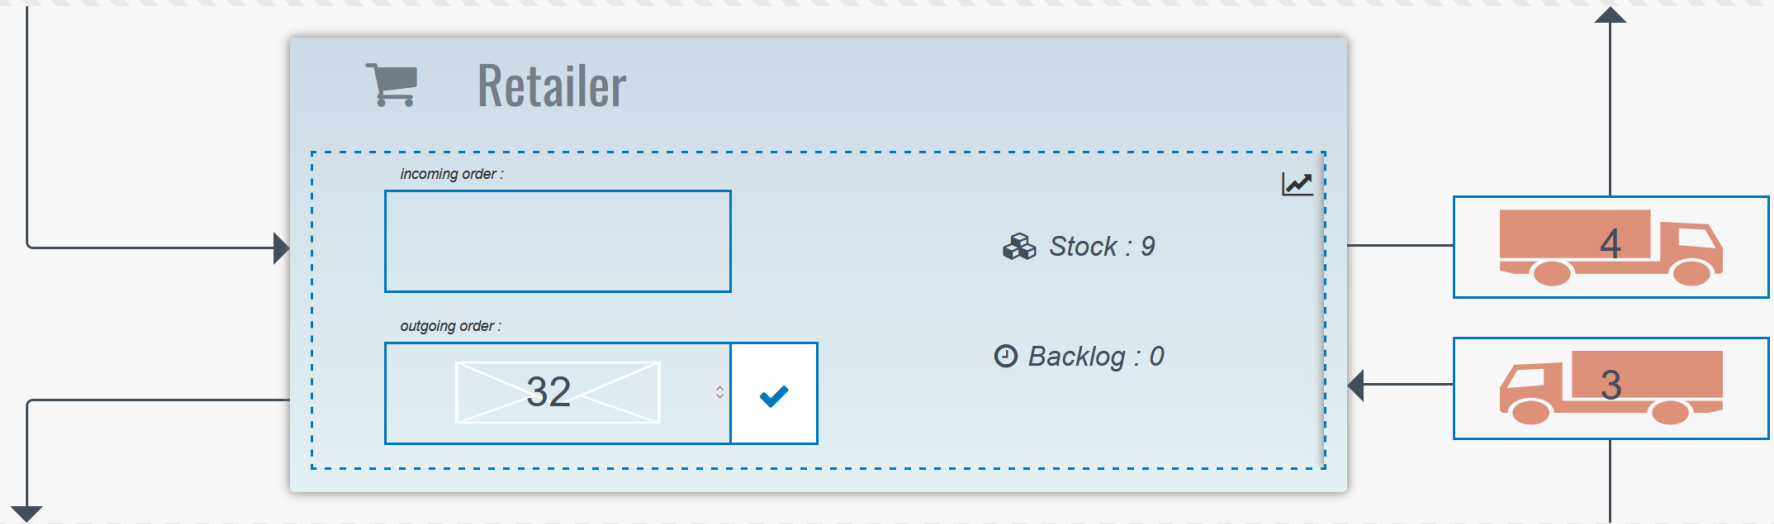 Retailer
incoming order :
Stock : 9
4
outgoing order :
32
Backlog : 0
3